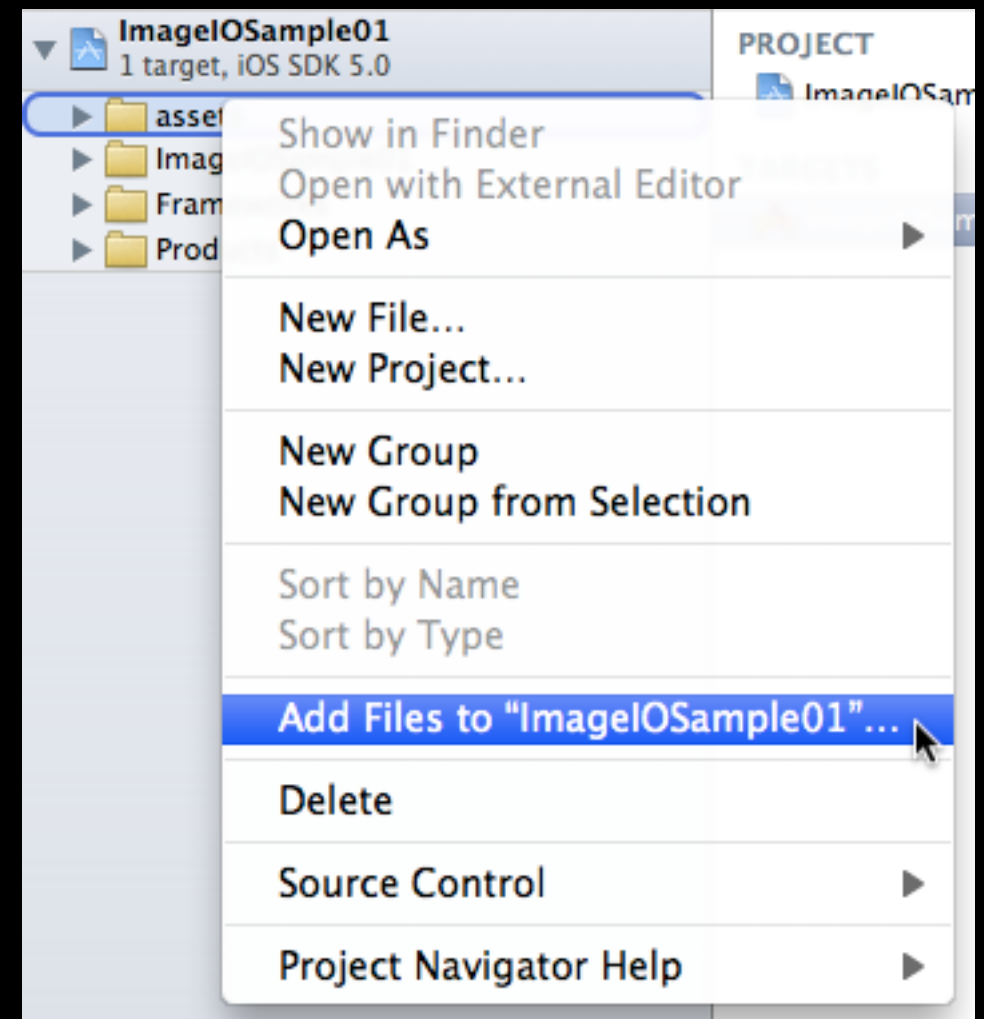 ImageIOSample01
1 target, iOS SDK 5.0
PROJECT
ImageIOSam
Show in Finder
Open with External Editor
Open As
New File...
New Project...
New Group
New Group from Selection
Sort by Name
Sort by Type
Add Files to “ImageIOSample01”...
Delete
Source Control
Project Navigator Help